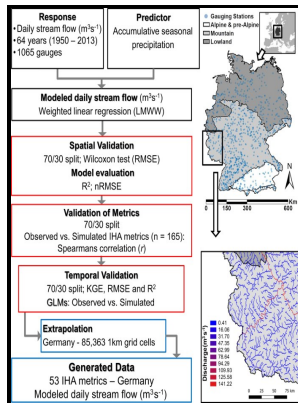 Response
•Daily stream flow (m³s⁻¹)
•64 years (1950 – 2013)
•1065 gauges
Predictor
Accumulative seasonal
precipitation
Modeled daily stream flow (m³s⁻¹)
Weighted linear regression (LMWW)
Spatial Validation
70/30 split; Wilcoxon test (RMSE)
Model evaluation
R²; nRMSE
Validation of Metrics
70/30 split
Observed vs. Simulated IHA metrics (n = 165):
Spearmans correlation (r)
Temporal Validation
70/30 split; KGE, RMSE and R²
GLMs: Observed vs. Simulated
Extrapolation
Germany - 85,363 1km grid cells
Generated Data
53 IHA metrics – Germany
Modeled daily stream flow (m³s⁻¹)
Gauging Stations
Alpine & pre-Alpine
Mountain
Lowland
0 150 300 450 600
Km
Discharge(m³s⁻¹)
0.41
16.06
31.70
47.35
62.99
78.64
94.29
109.93
125.58
141.22
0 25 50 75 km